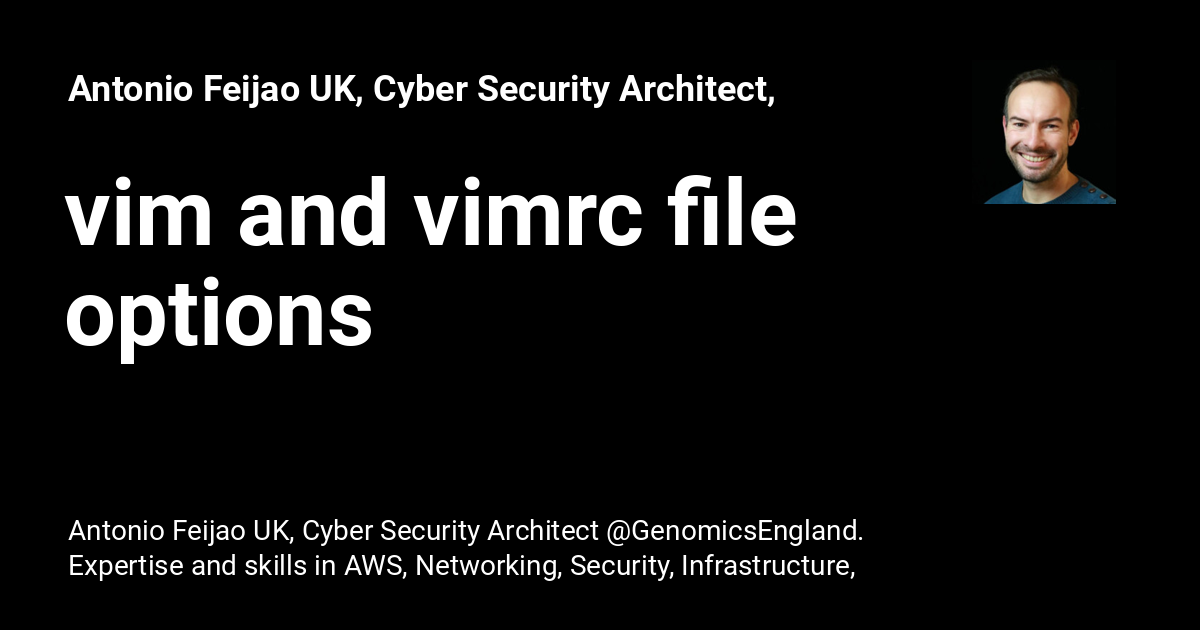 Antonio Feijao UK, Cyber Security Architect,
vim and vimrc file
options
Antonio Feijao UK, Cyber Security Architect @GenomicsEngland.
Expertise and skills in AWS, Networking, Security, Infrastructure,